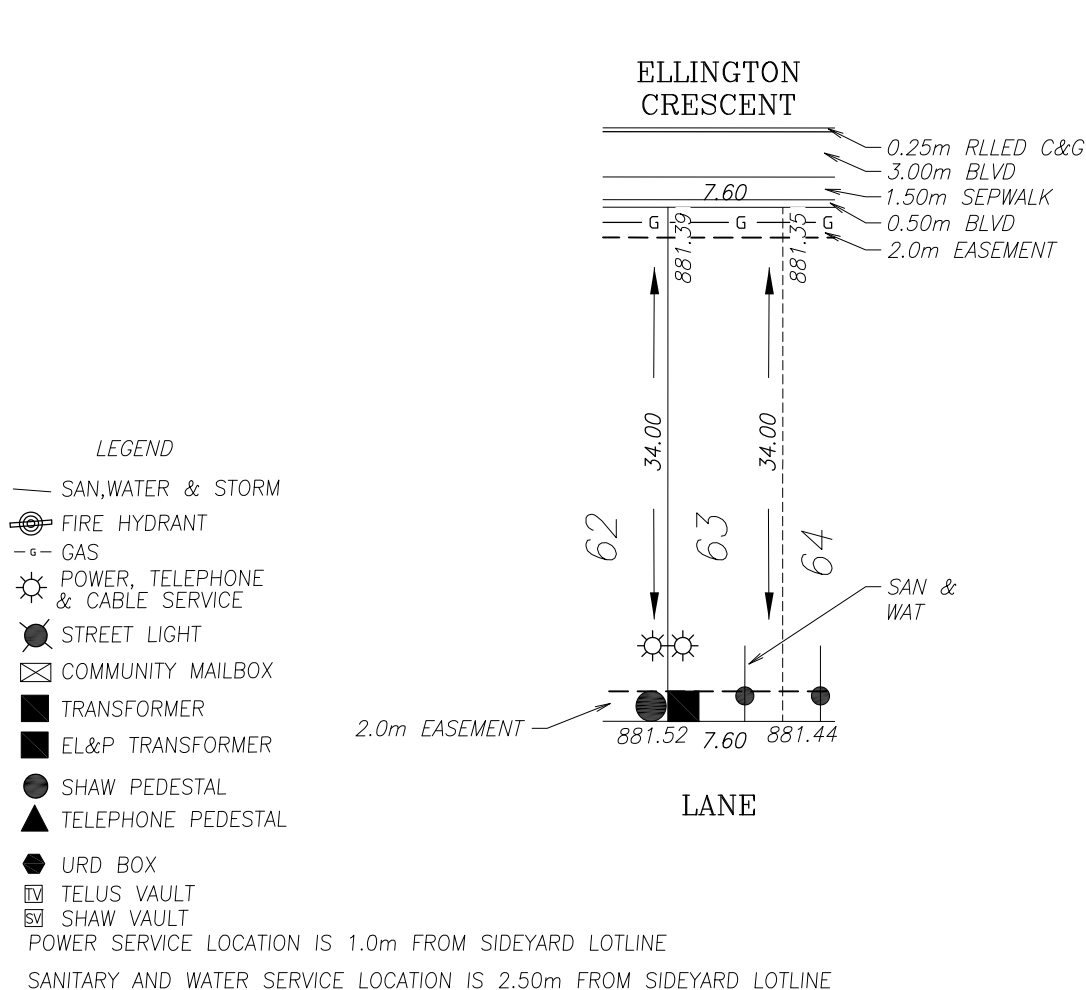 ELLINGTON
CRESCENT
0.25m RLLED C&G
3.00m BLVD
7.60
1.50m SEPWALK
0.50m BLVD
G
G
G
2.0m EASEMENT
881.39
881.35
34.00
34.00
62
63
64
SAN &
WAT
2.0m EASEMENT
881.52
7.60
881.44
LANE
LEGEND
SAN,WATER & STORM
FIRE HYDRANT
G GAS
POWER, TELEPHONE
& CABLE SERVICE
STREET LIGHT
COMMUNITY MAILBOX
TRANSFORMER
EL&P TRANSFORMER
SHAW PEDESTAL
TELEPHONE PEDESTAL
URD BOX
TV TELUS VAULT
SV SHAW VAULT
POWER SERVICE LOCATION IS 1.0m FROM SIDEYARD LOTLINE
SANITARY AND WATER SERVICE LOCATION IS 2.50m FROM SIDEYARD LOTLINE